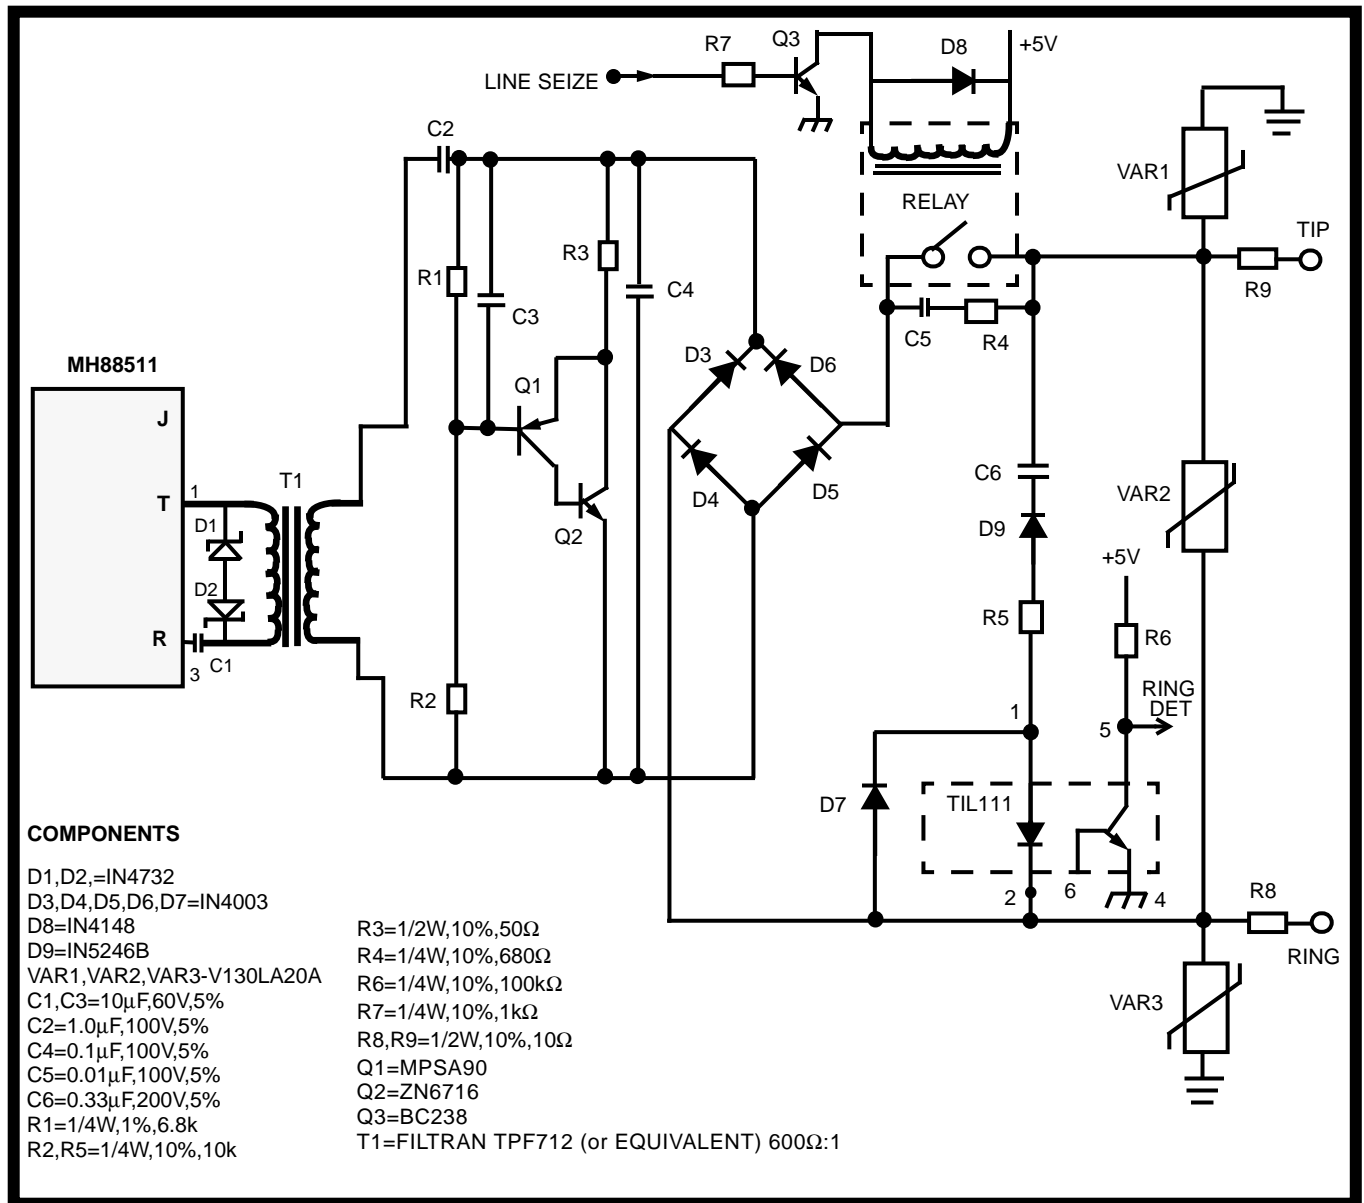 R7
Q3
D8
+5V
LINE SEIZE
C2
VAR1
RELAY
TIP
R3
R1
C4
C3
R9
C5
R4
D3
D6
MH88511
Q1
J
T1
C6
1
T
D4
D5
VAR2
D1
D9
Q2
+5V
D2
R5
R6
R
C1
3
R2
RING
DET
1
5
D7
TIL111
6
2
4
R8
RING
VAR3
COMPONENTS
D1,D2,=IN4732
D3,D4,D5,D6,D7=IN4003
D8=IN4148
D9=IN5246B
VAR1,VAR2,VAR3-V130LA20A
C1,C3=10µF,60V,5%
C2=1.0µF,100V,5%
C4=0.1µF,100V,5%
C5=0.01µF,100V,5%
C6=0.33µF,200V,5%
R1=1/4W,1%,6.8k
R2,R5=1/4W,10%,10k
R3=1/2W,10%,50Ω
R4=1/4W,10%,680Ω
R6=1/4W,10%,100kΩ
R7=1/4W,10%,1kΩ
R8,R9=1/2W,10%,10Ω
Q1=MPSA90
Q2=ZN6716
Q3=BC238
T1=FILTRAN TPF712 (or EQUIVALENT) 600Ω:1